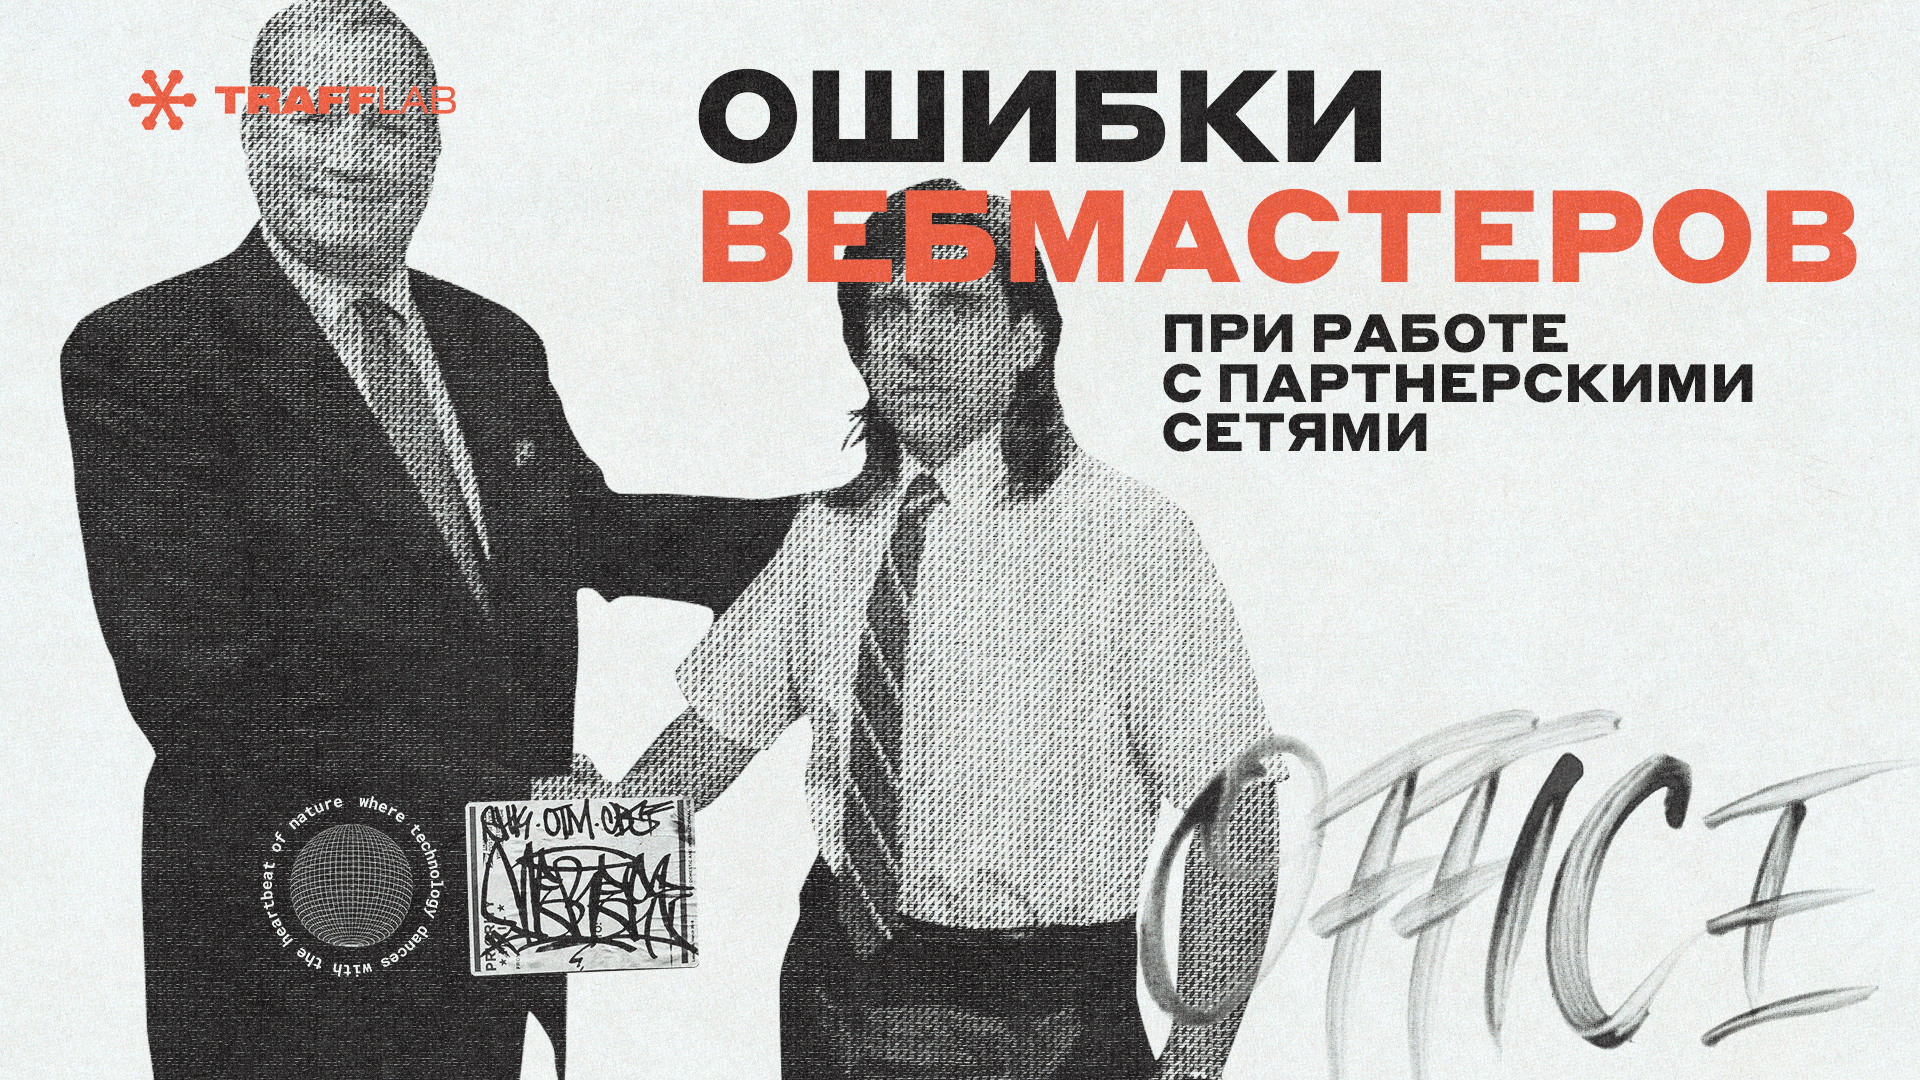 TRAFFLAB
ОШИБКИ
ВЕБМАСТЕРОВ
ПРИ РАБОТЕ
С ПАРТНЕРСКИМИ
СЕТЯМИ
where technology dances with the heartbeat of nature
OFFICE